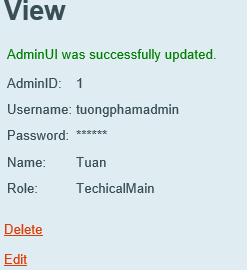 View
AdminUI was successfully updated.
AdminID: 1
Username: tuongphamadmin
Password: ******
Name: Tuan
Role: TechicalMain
Delete
Edit